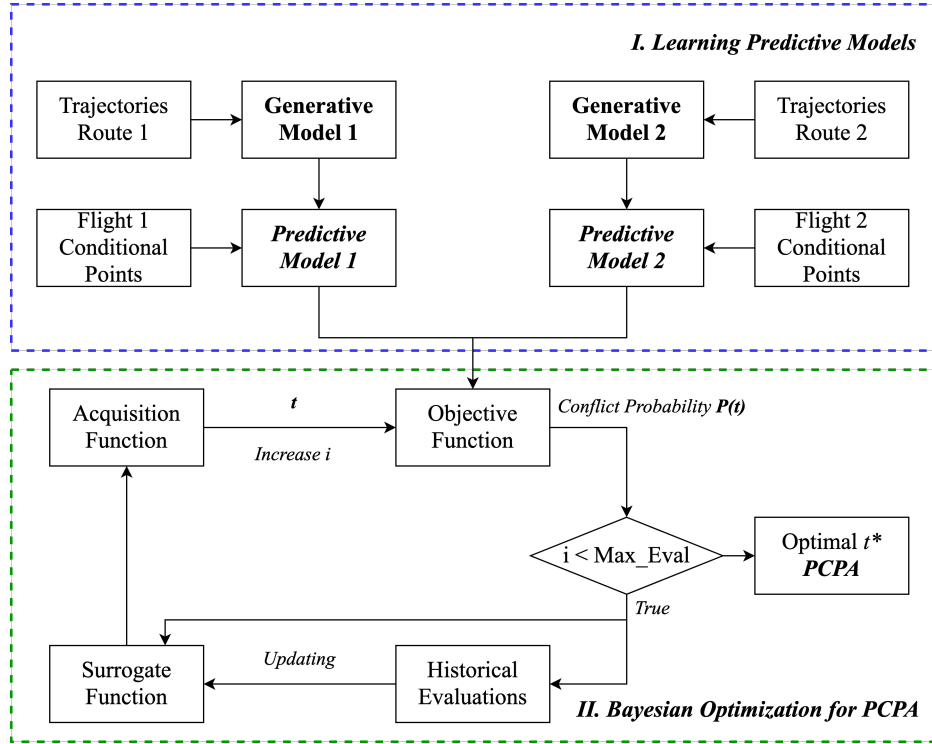 I. Learning Predictive Models
Trajectories
Route 1
Generative
Model 1
Generative
Model 2
Trajectories
Route 2
Flight 1
Conditional
Points
Predictive
Model 1
Predictive
Model 2
Flight 2
Conditional
Points
Acquisition
Function
t
Increase i
Objective
Function
Conflict Probability P(t)
i < Max_Eval
Optimal t*
PCPA
True
Surrogate
Function
Updating
Historical
Evaluations
II. Bayesian Optimization for PCPA